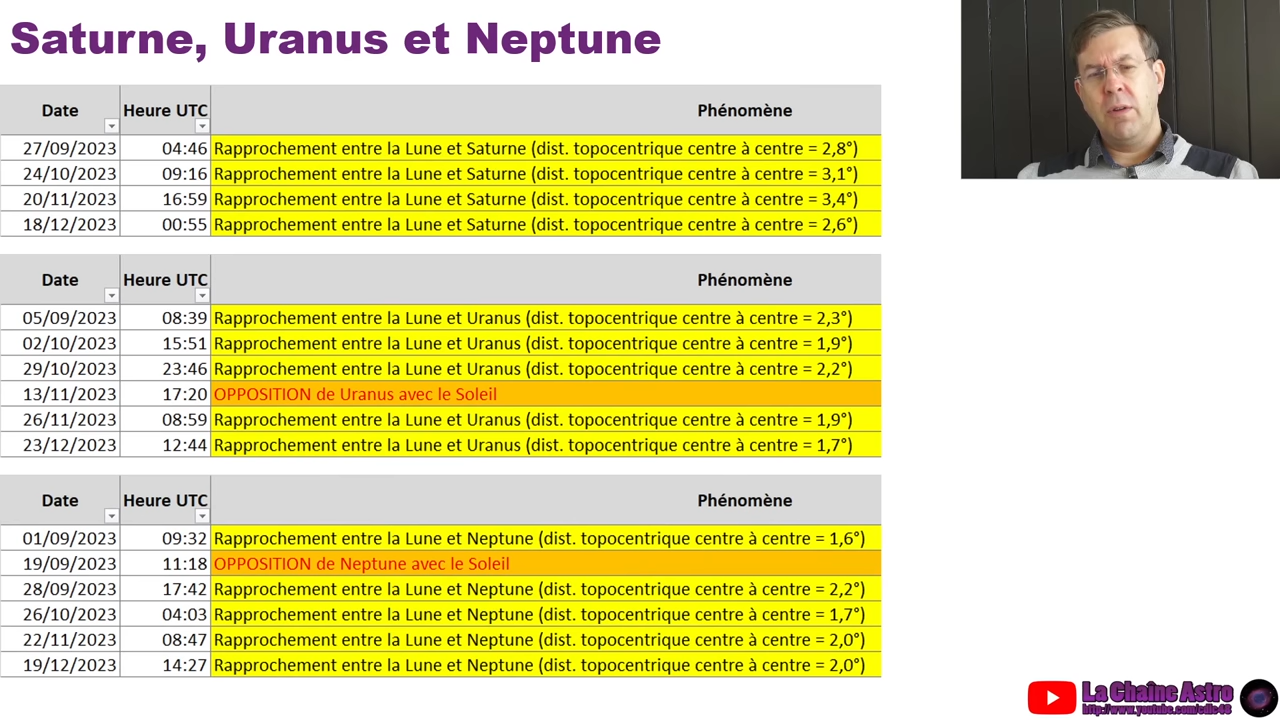 Saturne, Uranus et Neptune
Date Heure UTC Phénomène
27/09/2023 04:46 Rapprochement entre la Lune et Saturne (dist. topocentrique centre à centre = 2,8°)
24/10/2023 09:16 Rapprochement entre la Lune et Saturne (dist. topocentrique centre à centre = 3,1°)
20/11/2023 16:59 Rapprochement entre la Lune et Saturne (dist. topocentrique centre à centre = 3,4°)
18/12/2023 00:55 Rapprochement entre la Lune et Saturne (dist. topocentrique centre à centre = 2,6°)
Date Heure UTC Phénomène
05/09/2023 08:39 Rapprochement entre la Lune et Uranus (dist. topocentrique centre à centre = 2,3°)
02/10/2023 15:51 Rapprochement entre la Lune et Uranus (dist. topocentrique centre à centre = 1,9°)
29/10/2023 23:46 Rapprochement entre la Lune et Uranus (dist. topocentrique centre à centre = 2,2°)
13/11/2023 17:20 OPPOSITION de Uranus avec le Soleil
26/11/2023 08:59 Rapprochement entre la Lune et Uranus (dist. topocentrique centre à centre = 1,9°)
23/12/2023 12:44 Rapprochement entre la Lune et Uranus (dist. topocentrique centre à centre = 1,7°)
Date Heure UTC Phénomène
01/09/2023 09:32 Rapprochement entre la Lune et Neptune (dist. topocentrique centre à centre = 1,6°)
19/09/2023 11:18 OPPOSITION de Neptune avec le Soleil
28/09/2023 17:42 Rapprochement entre la Lune et Neptune (dist. topocentrique centre à centre = 2,2°)
26/10/2023 04:03 Rapprochement entre la Lune et Neptune (dist. topocentrique centre à centre = 1,7°)
22/11/2023 08:47 Rapprochement entre la Lune et Neptune (dist. topocentrique centre à centre = 2,0°)
19/12/2023 14:27 Rapprochement entre la Lune et Neptune (dist. topocentrique centre à centre = 2,0°)
La Chaîne Astro
http://www.youtube.com/cdic48